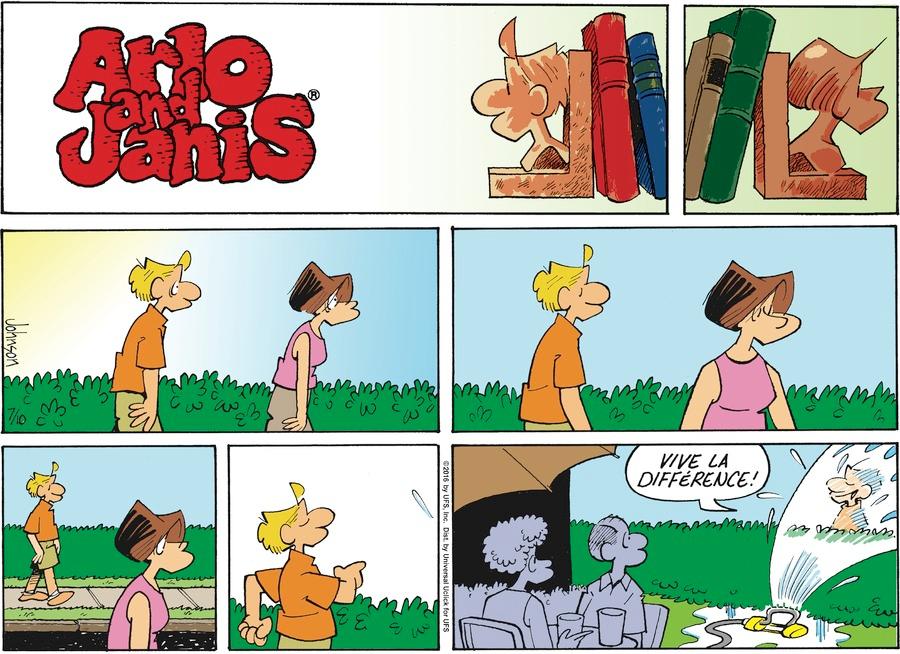 Arlo
and
Janis®
Johnson
7/10
©2016 by UFS, Inc. Dist. by Universal Uclick for UFS
VIVE LA
DIFFÉRENCE!